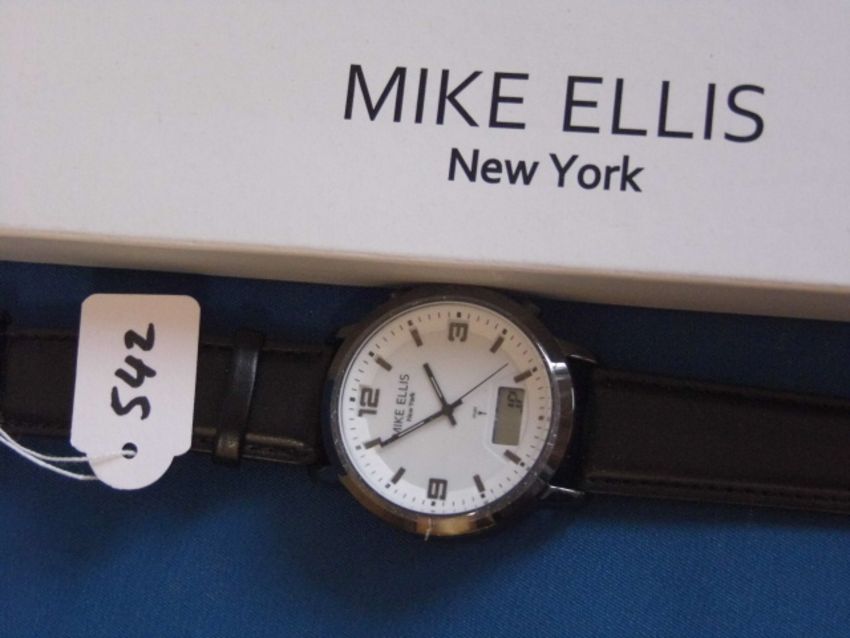 MIKE ELLIS
New York
542
12
3
9
MIKE ELLIS
New York